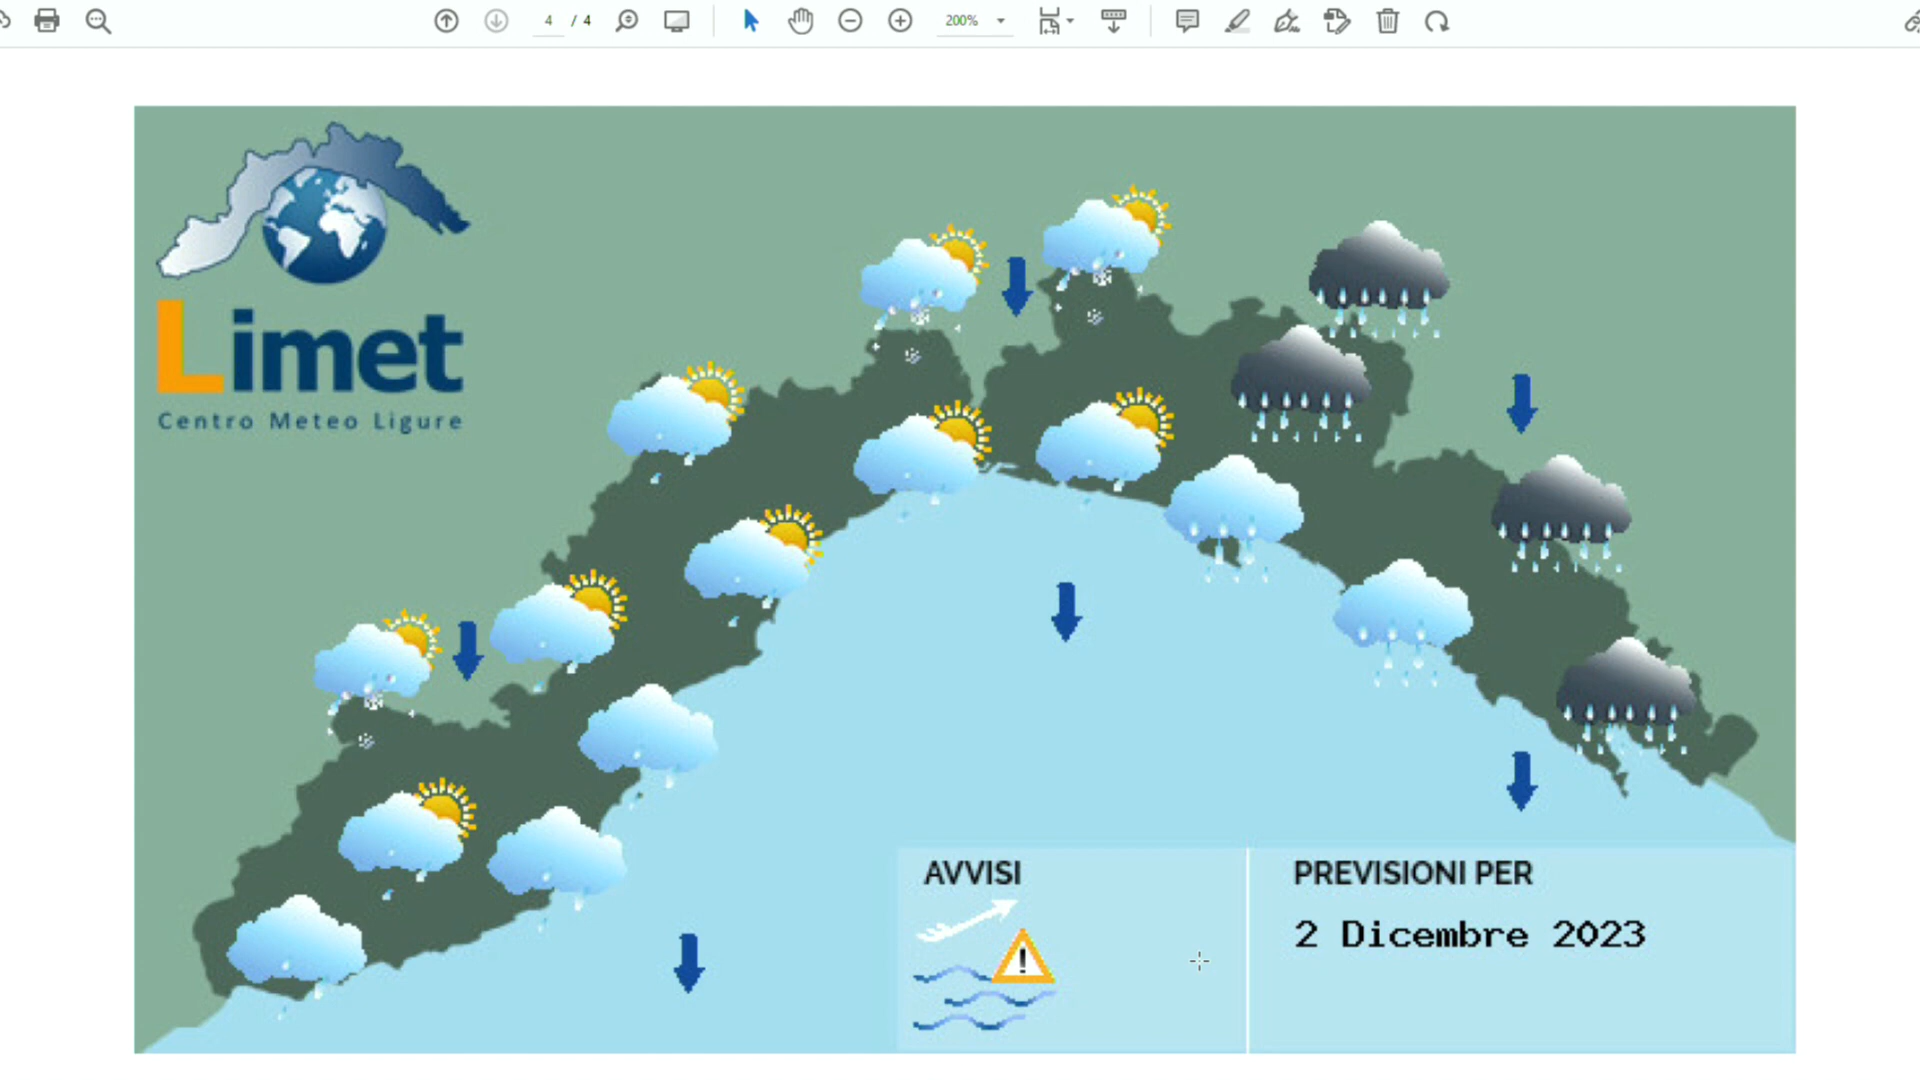 4 / 4
200%
Limet
Centro Meteo Ligure
AVVISI
PREVISIONI PER
2 Dicembre 2023